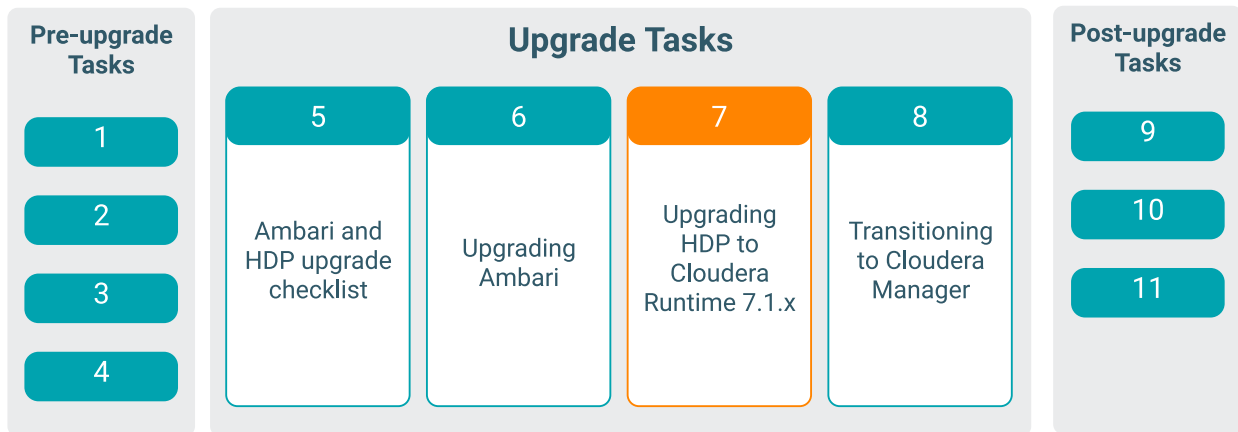 Pre-upgrade
Tasks
1
2
3
4
Upgrade Tasks
5
Ambari and
HDP upgrade
checklist
6
Upgrading
Ambari
7
Upgrading
HDP to
Cloudera
Runtime 7.1.x
8
Transitioning
to Cloudera
Manager
Post-upgrade
Tasks
9
10
11